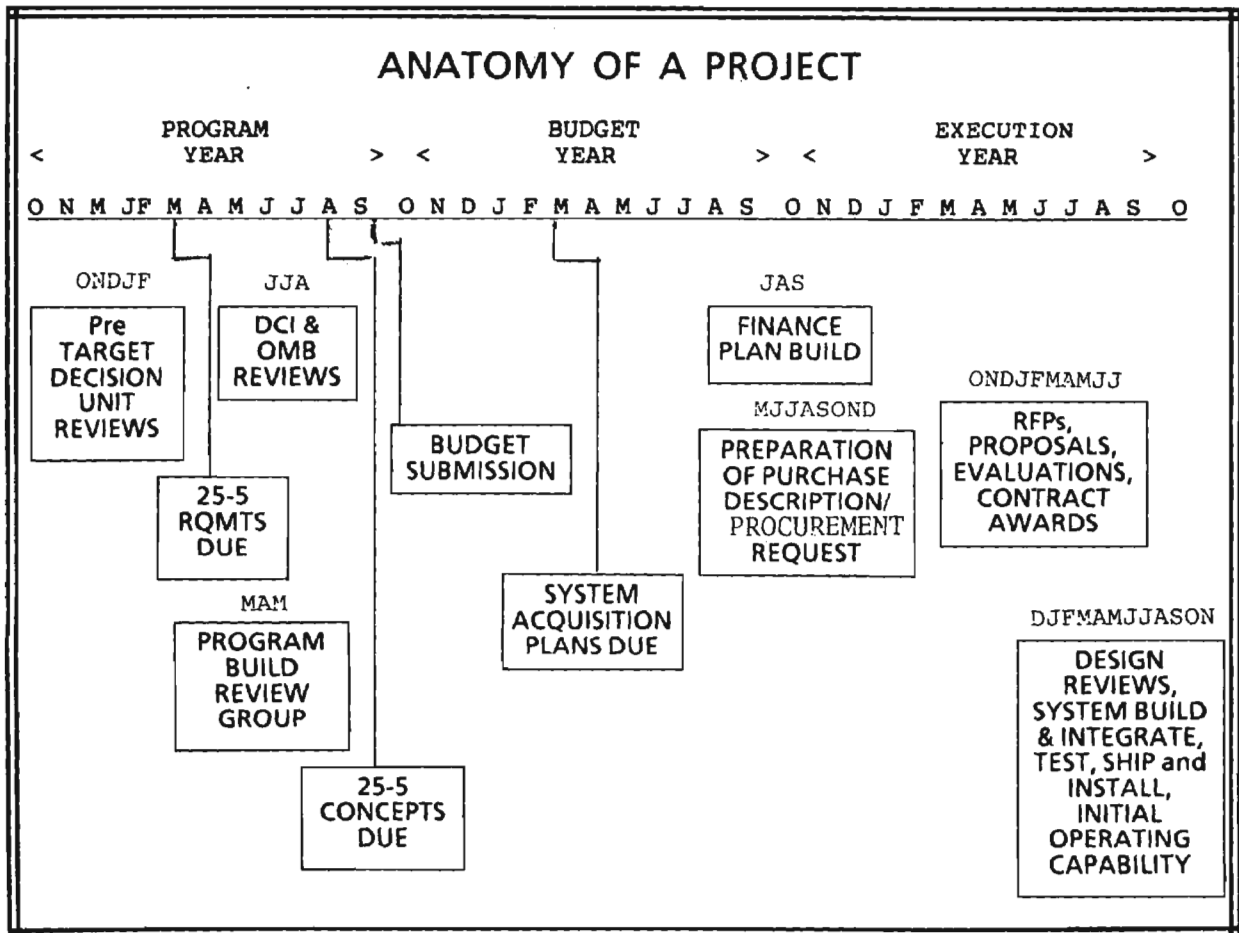 ANATOMY OF A PROJECT
PROGRAM
< YEAR >
BUDGET
< YEAR >
EXECUTION
< YEAR >
O N M JF M A M J J A S O N D J F M A M J J A S O N D J F M A M J J A S O
ONDJF
Pre
TARGET
DECISION
UNIT
REVIEWS
JJA
DCI &
OMB
REVIEWS
JAS
FINANCE
PLAN BUILD
BUDGET
SUBMISSION
MJJASOND
PREPARATION
OF PURCHASE
DESCRIPTION/
PROCUREMENT
REQUEST
ONDJFMAMJJ
RFPs,
PROPOSALS,
EVALUATIONS,
CONTRACT
AWARDS
25-5
RQMTS
DUE
SYSTEM
ACQUISITION
PLANS DUE
MAM
PROGRAM
BUILD
REVIEW
GROUP
DJFMAMJJASON
DESIGN
REVIEWS,
SYSTEM BUILD
& INTEGRATE,
TEST, SHIP and
INSTALL,
INITIAL
OPERATING
CAPABILITY
25-5
CONCEPTS
DUE